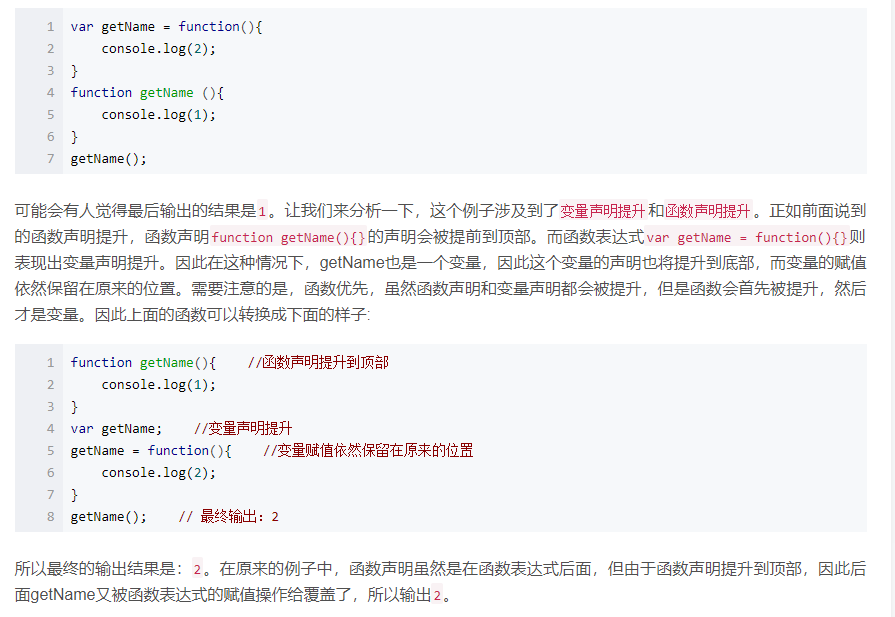 1 var getName = function(){
2     console.log(2);
3 }
4 function getName (){
5     console.log(1);
6 }
7 getName();
可能会有人觉得最后输出的结果是1。让我们来分析一下，这个例子涉及到了变量声明提升和函数声明提升。正如前面说到
的函数声明提升，函数声明function getName(){}的声明会被提前到顶部。而函数表达式var getName = function(){}则
表现出变量声明提升。因此在这种情况下，getName也是一个变量，因此这个变量的声明也将提升到底部，而变量的赋值
依然保留在原来的位置。需要注意的是，函数优先，虽然函数声明和变量声明都会被提升，但是函数会首先被提升，然后
才是变量。因此上面的函数可以转换成下面的样子:
1 function getName(){    //函数声明提升到顶部
2     console.log(1);
3 }
4 var getName;    //变量声明提升
5 getName = function(){    //变量赋值依然保留在原来的位置
6     console.log(2);
7 }
8 getName();    // 最终输出：2
所以最终的输出结果是：2。在原来的例子中，函数声明虽然是在函数表达式后面，但由于函数声明提升到顶部，因此后
面getName又被函数表达式的赋值操作给覆盖了，所以输出2。